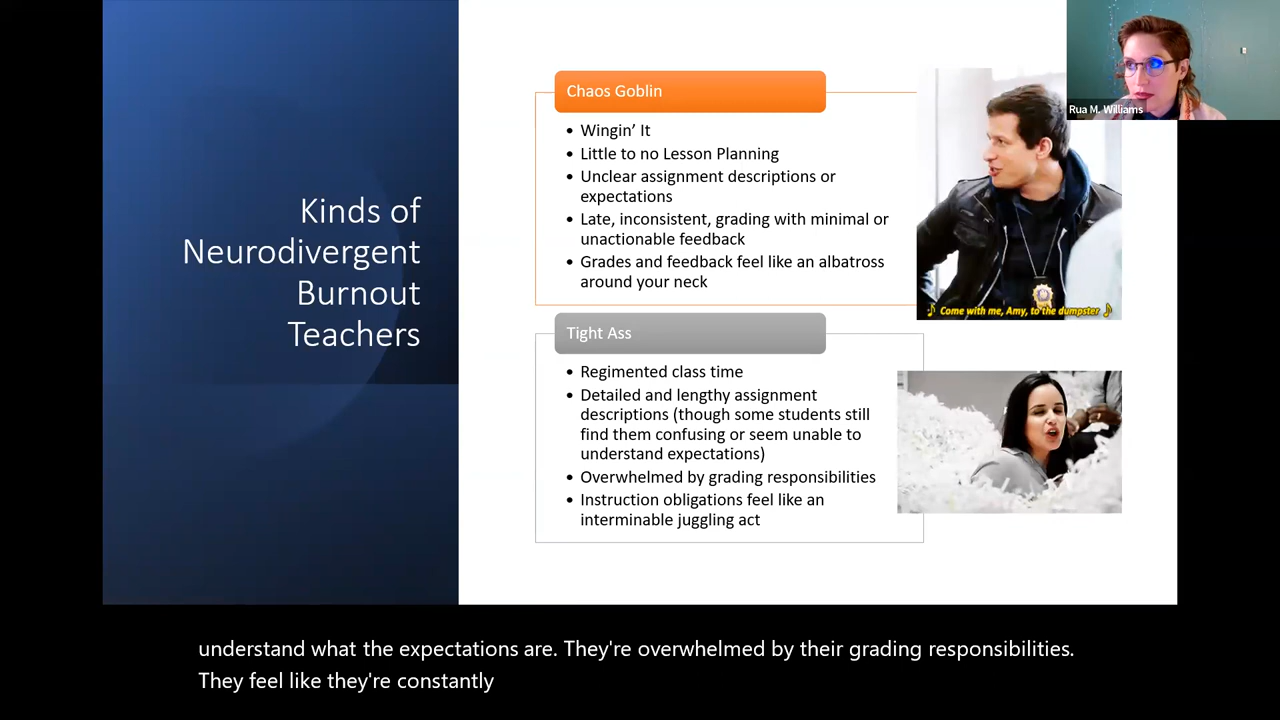 Kinds of
Neurodivergent
Burnout
Teachers
Chaos Goblin
• Wingin’ It
• Little to no Lesson Planning
• Unclear assignment descriptions or
expectations
• Late, inconsistent, grading with minimal or
unactionable feedback
• Grades and feedback feel like an albatross
around your neck
♪ Come with me, Amy, to the dumpster ♪
Tight Ass
• Regimented class time
• Detailed and lengthy assignment
descriptions (though some students still
find them confusing or seem unable to
understand expectations)
• Overwhelmed by grading responsibilities
• Instruction obligations feel like an
interminable juggling act
Rua M. Williams
understand what the expectations are. They're overwhelmed by their grading responsibilities.
They feel like they're constantly